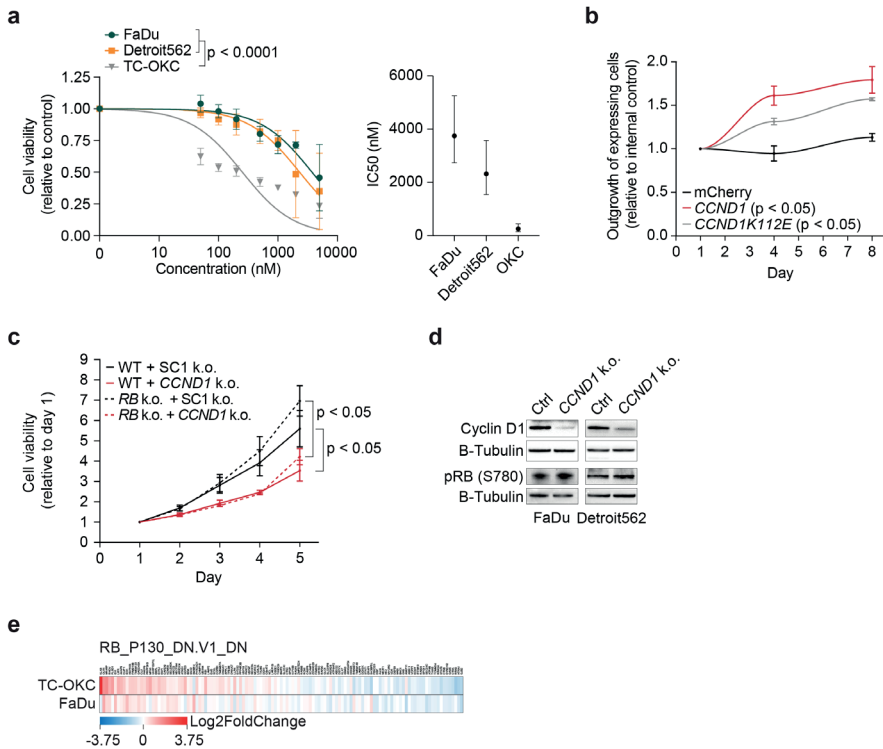 a
FaDu
Detroit562
TC-OKC
p < 0.0001
Cell viability
(relative to control)
1.25
1.00
0.75
0.50
0.25
0.00
0 10 100 1000 10000
Concentration (nM)
IC50 (nM)
6000
4000
2000
0
FaDu
Detroit562
OKC
b
Outgrowth of expressing cells
(relative to internal control)
2.0
1.5
1.0
0.5
0.0
0 1 2 3 4 5 6 7 8
Day
mCherry
CCND1 (p < 0.05)
CCND1K112E (p < 0.05)
c
WT + SC1 k.o.
WT + CCND1 k.o.
RB k.o. + SC1 k.o.
RB k.o. + CCND1 k.o.
p < 0.05
p < 0.05
Cell viability
(relative to day 1)
9
8
7
6
5
4
3
2
1
0
0 1 2 3 4 5
Day
d
Ctrl
CCND1 k.o.
Ctrl
CCND1 k.o.
Cyclin D1
B-Tubulin
pRB (S780)
B-Tubulin
FaDu Detroit562
e
RB_P130_DN.V1_DN
TC-OKC
FaDu
Log2FoldChange
-3.75 0 3.75